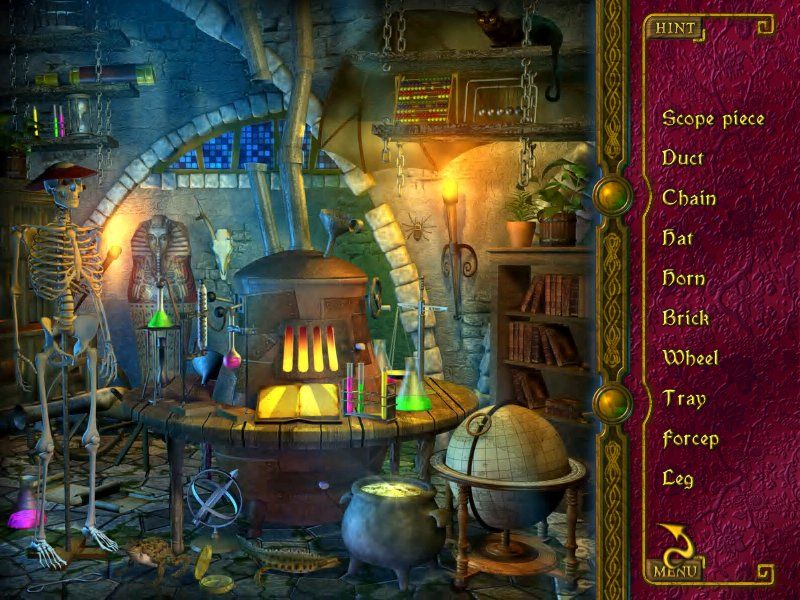 HINT
Scope piece
Duct
Chain
Hat
Horn
Brick
Wheel
Tray
Forcep
Leg
MENU